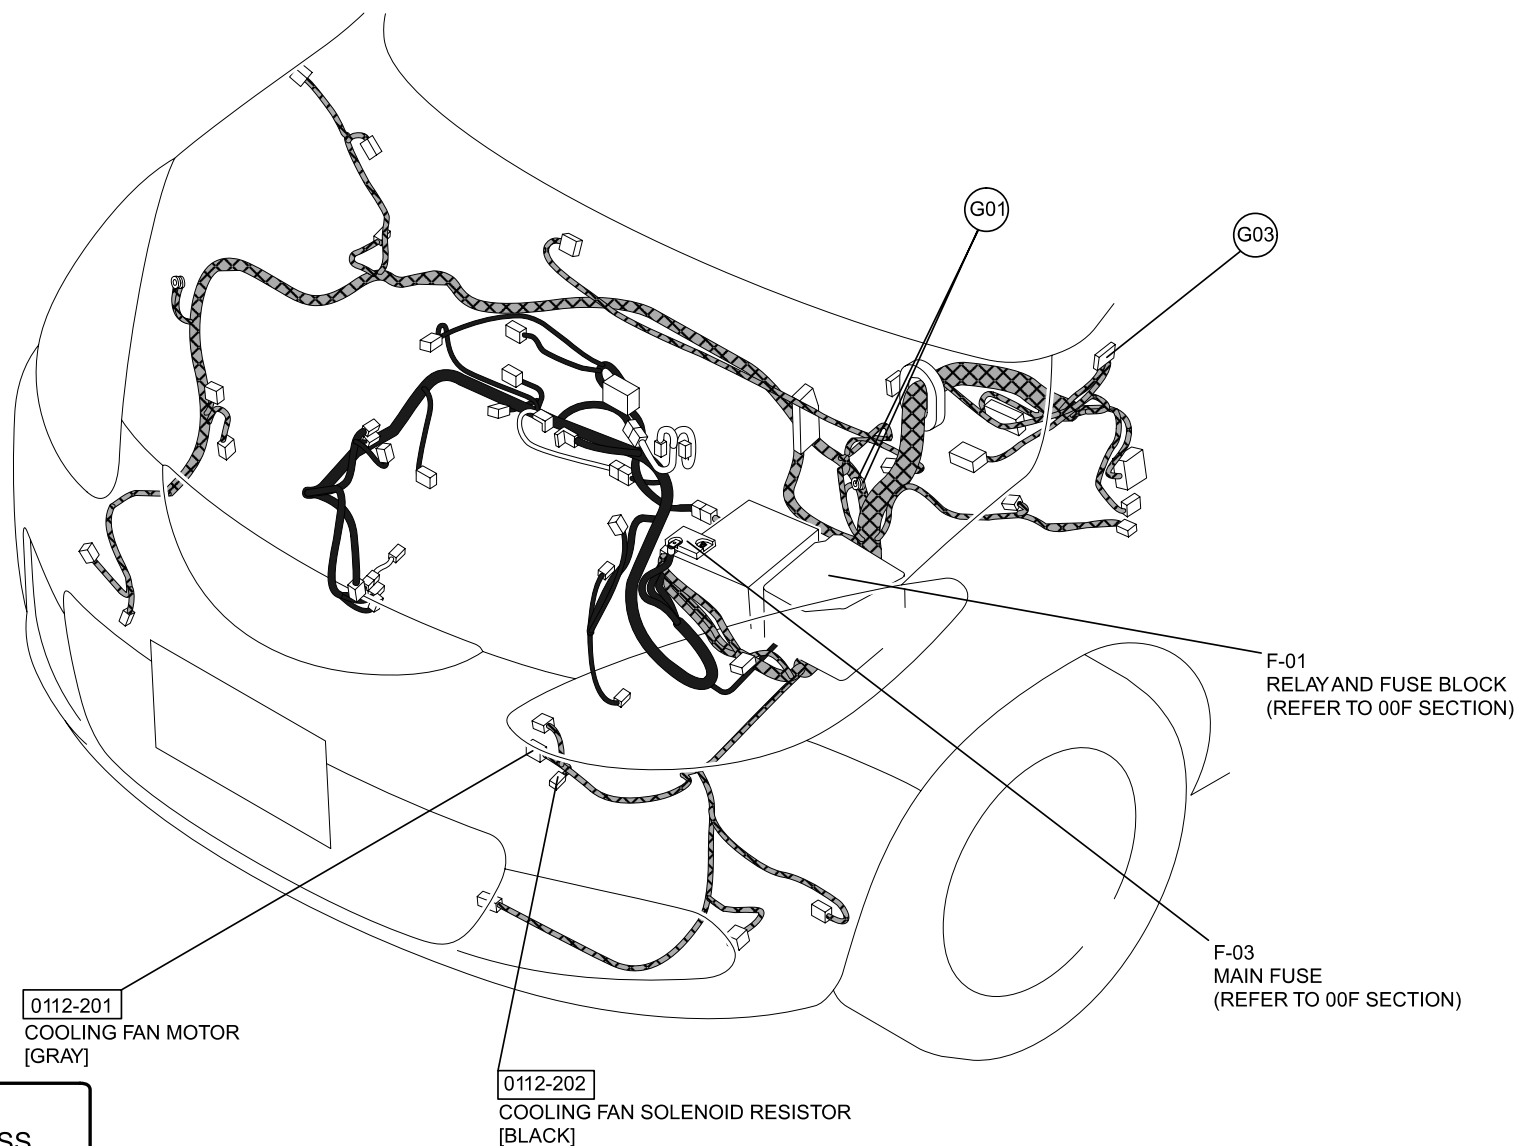 G01
G03
F-01
RELAY AND FUSE BLOCK
(REFER TO 00F SECTION)
F-03
MAIN FUSE
(REFER TO 00F SECTION)
0112-201
COOLING FAN MOTOR
[GRAY]
0112-202
COOLING FAN SOLENOID RESISTOR
[BLACK]